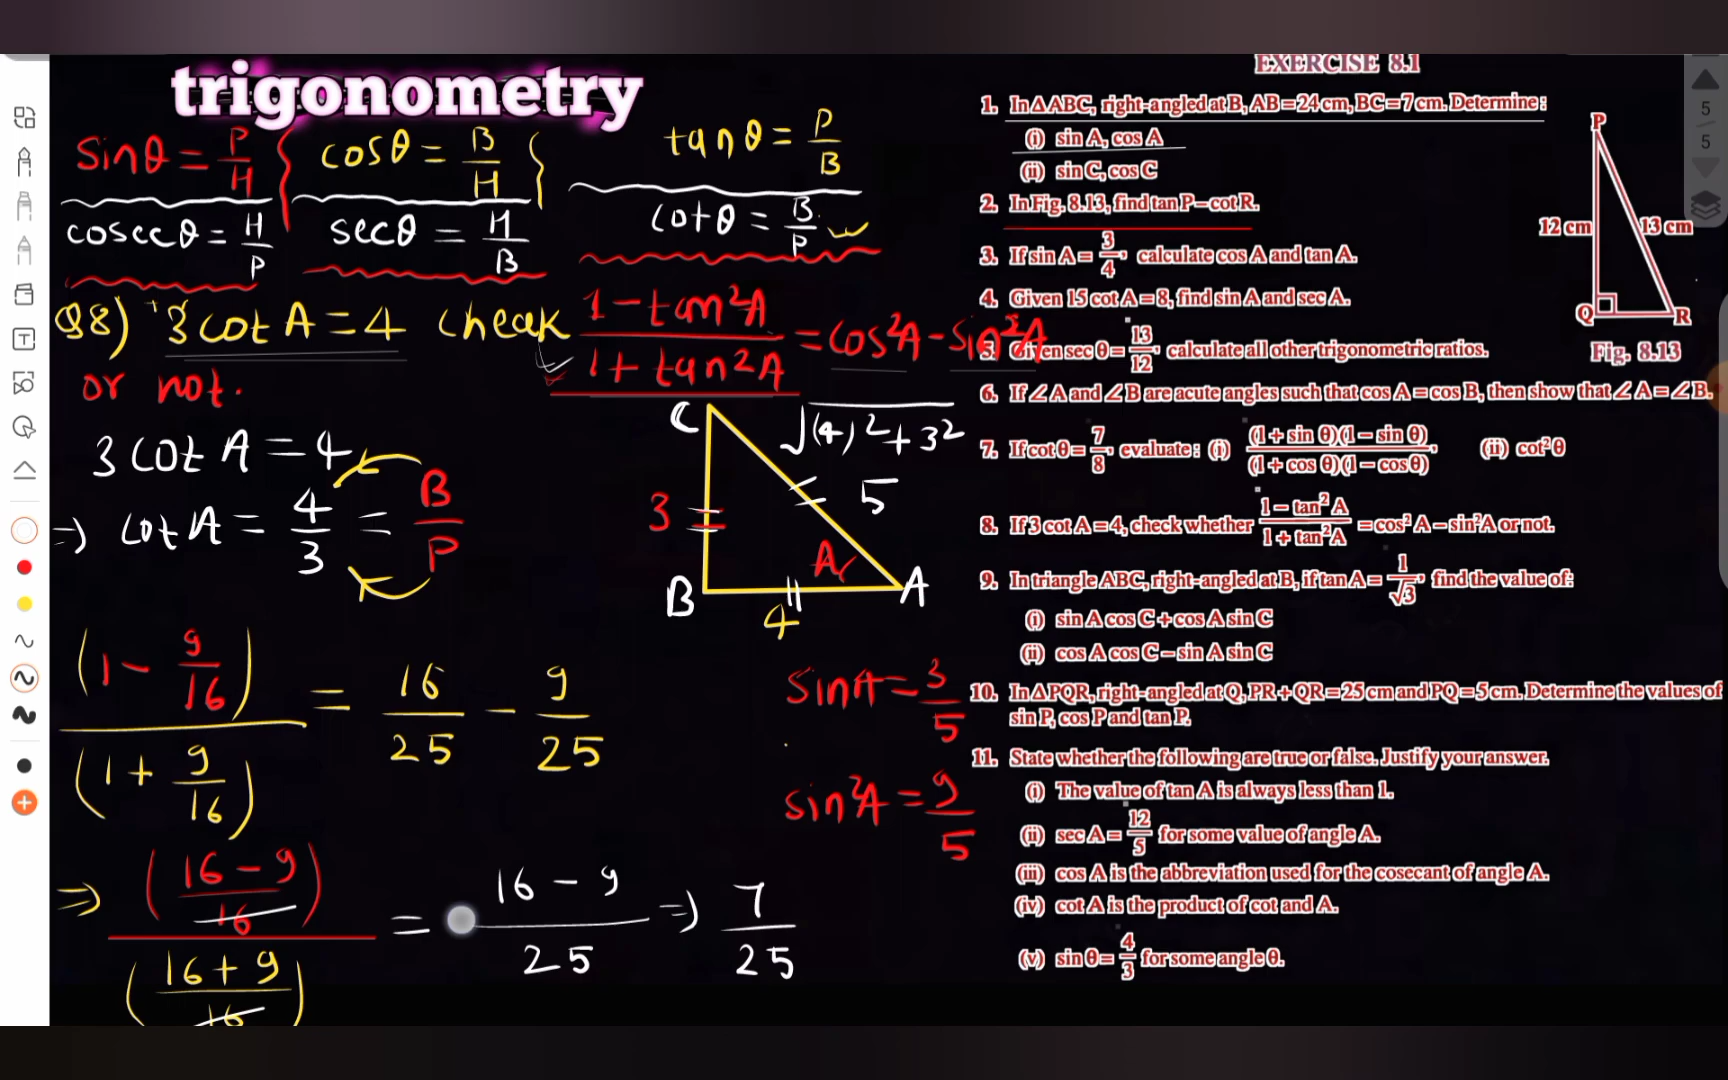 trigonometry
sinθ = P/H { cosθ = B/H } tanθ = P/B
cosecθ = H/P secθ = H/B cotθ = B/P
Q8) 3 cot A = 4 cheak (1 - tan²A)/(1 + tan²A) = cos²A - sin²A
or not.
3 cot A = 4
=> cot A = 4/3 = B/P
C
√(4)² + 3²
3
5
A
B
4
A
(1 - 9/16)/(1 + 9/16) = 16/25 - 9/25
sinA = 3/5
sin²A = 9/5
=> ((16 - 9)/16)/((16 + 9)/16) = (16 - 9)/25 => 7/25
EXERCISE 8.1
1. In △ABC, right-angled at B, AB = 24 cm, BC = 7 cm. Determine :
(i) sin A, cos A
(ii) sin C, cos C
2. In Fig. 8.13, find tan P – cot R.
3. If sin A = 3/4, calculate cos A and tan A.
4. Given 15 cot A = 8, find sin A and sec A.
5. Given sec θ = 13/12, calculate all other trigonometric ratios.
6. If ∠A and ∠B are acute angles such that cos A = cos B, then show that ∠A = ∠B.
7. If cot θ = 7/8, evaluate : (i) (1 + sin θ)(1 – sin θ)/(1 + cos θ)(1 – cos θ), (ii) cot² θ
8. If 3 cot A = 4, check whether (1 – tan² A)/(1 + tan² A) = cos² A – sin² A or not.
9. In triangle ABC, right-angled at B, if tan A = 1/√3, find the value of:
(i) sin A cos C + cos A sin C
(ii) cos A cos C – sin A sin C
10. In △PQR, right-angled at Q, PR + QR = 25 cm and PQ = 5 cm. Determine the values of
sin P, cos P and tan P.
11. State whether the following are true or false. Justify your answer.
(i) The value of tan A is always less than 1.
(ii) sec A = 12/5 for some value of angle A.
(iii) cos A is the abbreviation used for the cosecant of angle A.
(iv) cot A is the product of cot and A.
(v) sin θ = 4/3 for some angle θ.
P
12 cm
13 cm
Q
R
Fig. 8.13
5
5